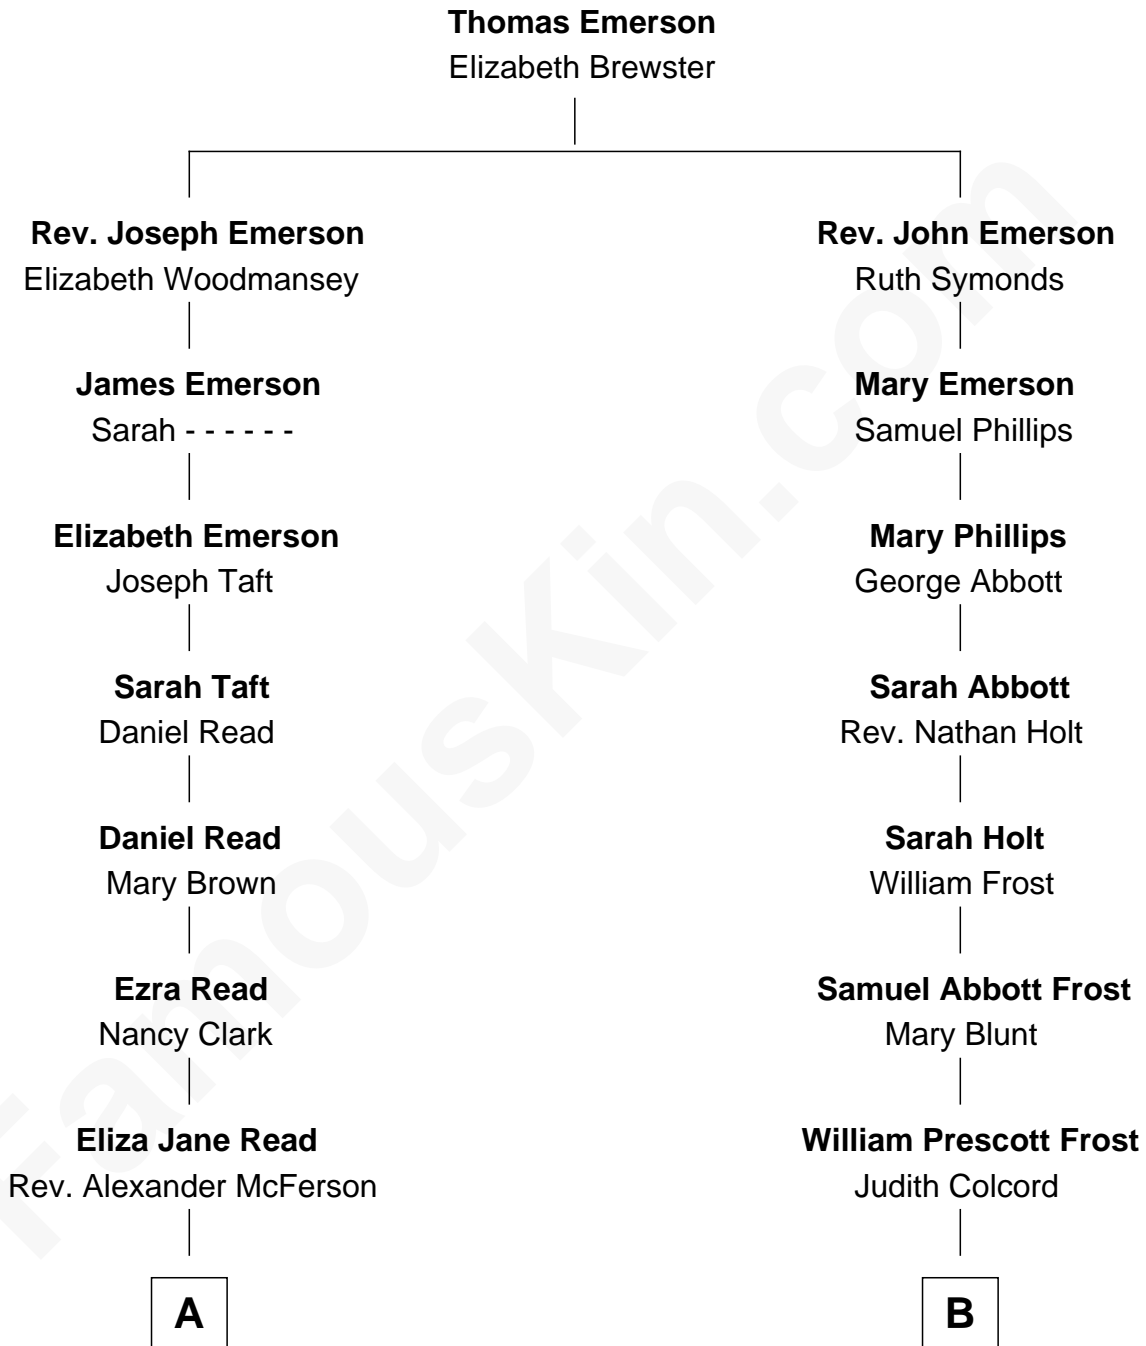 Thomas Emerson
Elizabeth Brewster
Rev. Joseph Emerson
Elizabeth Woodmansey
James Emerson
Sarah - - - - - -
Elizabeth Emerson
Joseph Taft
Sarah Taft
Daniel Read
Daniel Read
Mary Brown
Ezra Read
Nancy Clark
Eliza Jane Read
Rev. Alexander McFerson
A
Rev. John Emerson
Ruth Symonds
Mary Emerson
Samuel Phillips
Mary Phillips
George Abbott
Sarah Abbott
Rev. Nathan Holt
Sarah Holt
William Frost
Samuel Abbott Frost
Mary Blunt
William Prescott Frost
Judith Colcord
B
FamousKin.com